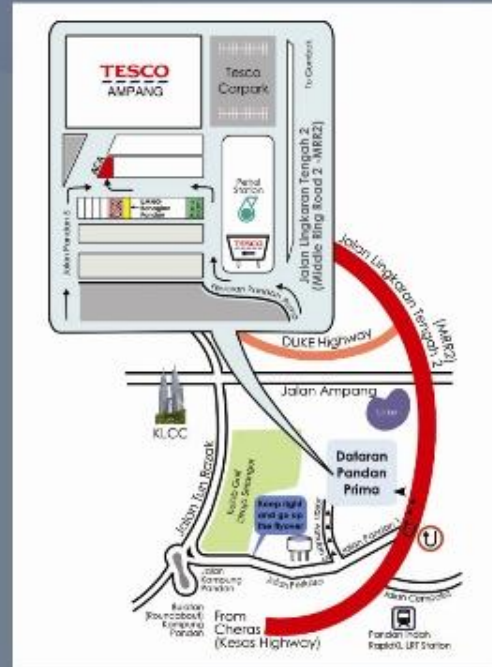 TESCO
AMPANG
Tesco
Carpark
To Gombak
Jalan Lingkaran Tengah 2
(Middle Ring Road 2 -MRR2)
Petrol
Station
TESCO
Jalan Pandan 5
Pandan
Jalan Lingkaran Tengah 2
(MRR2)
DUKE Highway
Jalan Ampang
KLCC
Jalan Tun Razak
Dataran
Pandan
Prima
Keep right
and go up
the flyover
Jalan Pandan 1
Jalan Perkasa
Jalan
Kampung
Pandan
Bulatan
(Roundabout)
Kampung
Pandan
From
Cheras
(Kesas Highway)
Jalan Cempaka
Pandan Indah
RapidKL LRT Station